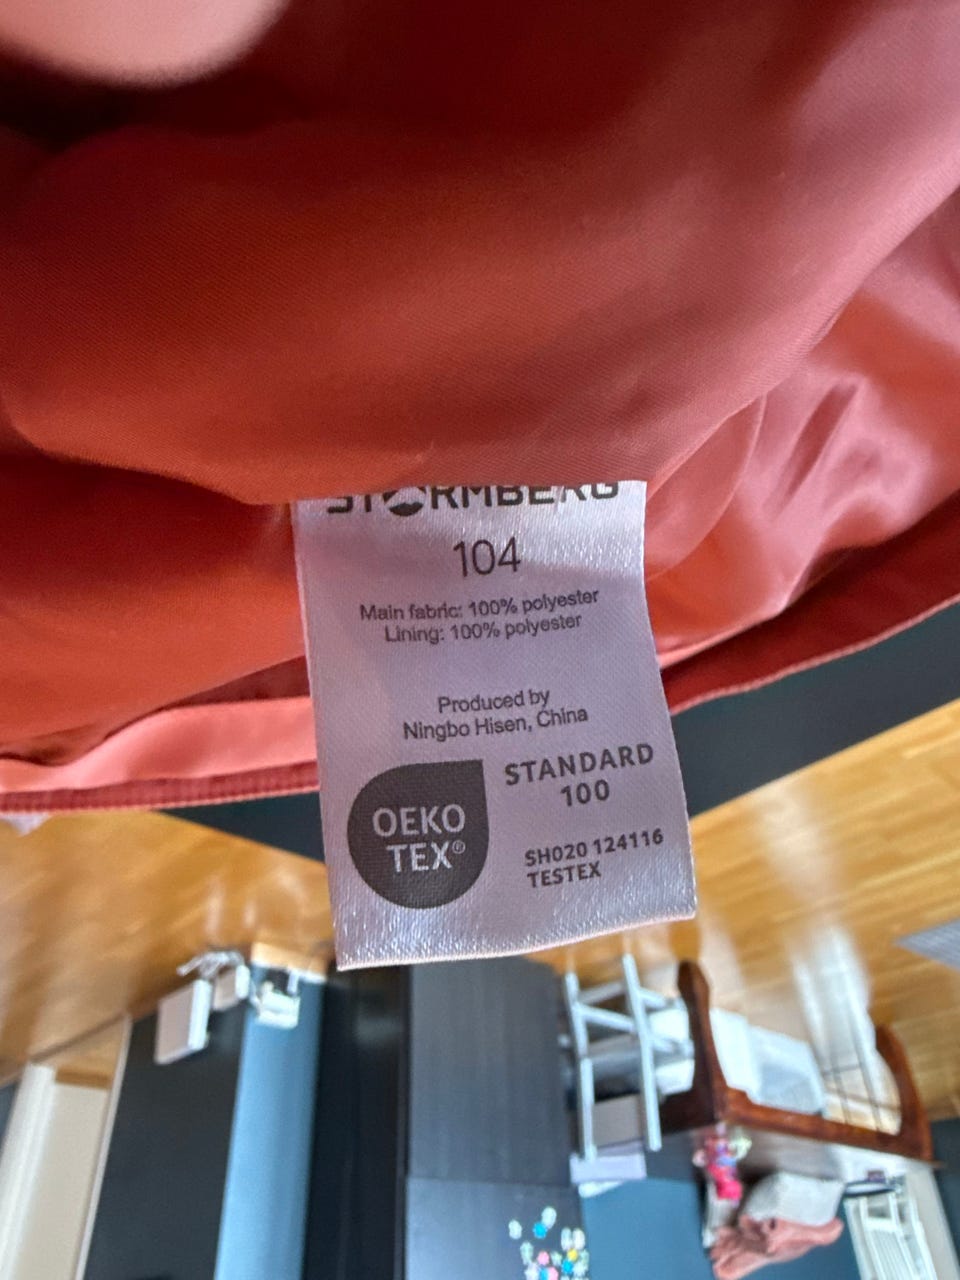 STORMBERG
104
Main fabric: 100% polyester
Lining: 100% polyester
Produced by
Ningbo Hisen, China
OEKO
TEX®
STANDARD
100
SH020 124116
TESTEX